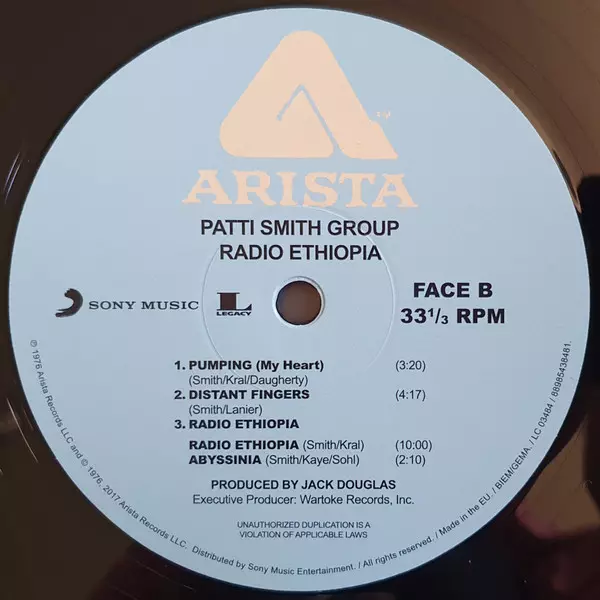 ARISTA
PATTI SMITH GROUP
RADIO ETHIOPIA
SONY MUSIC
L
LEGACY
FACE B
33 1/3 RPM
1. PUMPING (My Heart) (3:20)
(Smith/Kral/Daugherty)
2. DISTANT FINGERS (4:17)
(Smith/Lanier)
3. RADIO ETHIOPIA
RADIO ETHIOPIA (Smith/Kral) (10:00)
ABYSSINIA (Smith/Kaye/Sohl) (2:10)
PRODUCED BY JACK DOUGLAS
Executive Producer: Wartoke Records, Inc.
UNAUTHORIZED DUPLICATION IS A
VIOLATION OF APPLICABLE LAWS
℗ 1976 Arista Records LLC and © 1976, 2017 Arista Records LLC. Distributed by Sony Music Entertainment. / All rights reserved. / Made in the EU. / BIEM/GEMA. / LC 03484 / 88985438481.